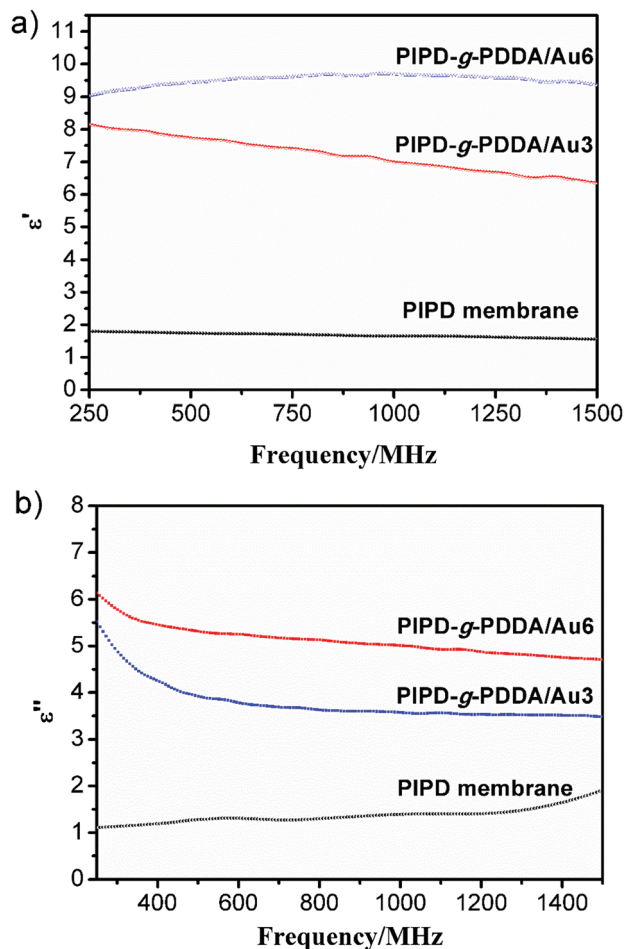 a)
11
10
9
8
7
6
5
4
3
2
1
0
ε'
PIPD-g-PDDA/Au6
PIPD-g-PDDA/Au3
PIPD membrane
250 500 750 1000 1250 1500
Frequency/MHz
b)
8
7
6
5
4
3
2
1
0
ε"
PIPD-g-PDDA/Au6
PIPD-g-PDDA/Au3
PIPD membrane
400 600 800 1000 1200 1400
Frequency/MHz